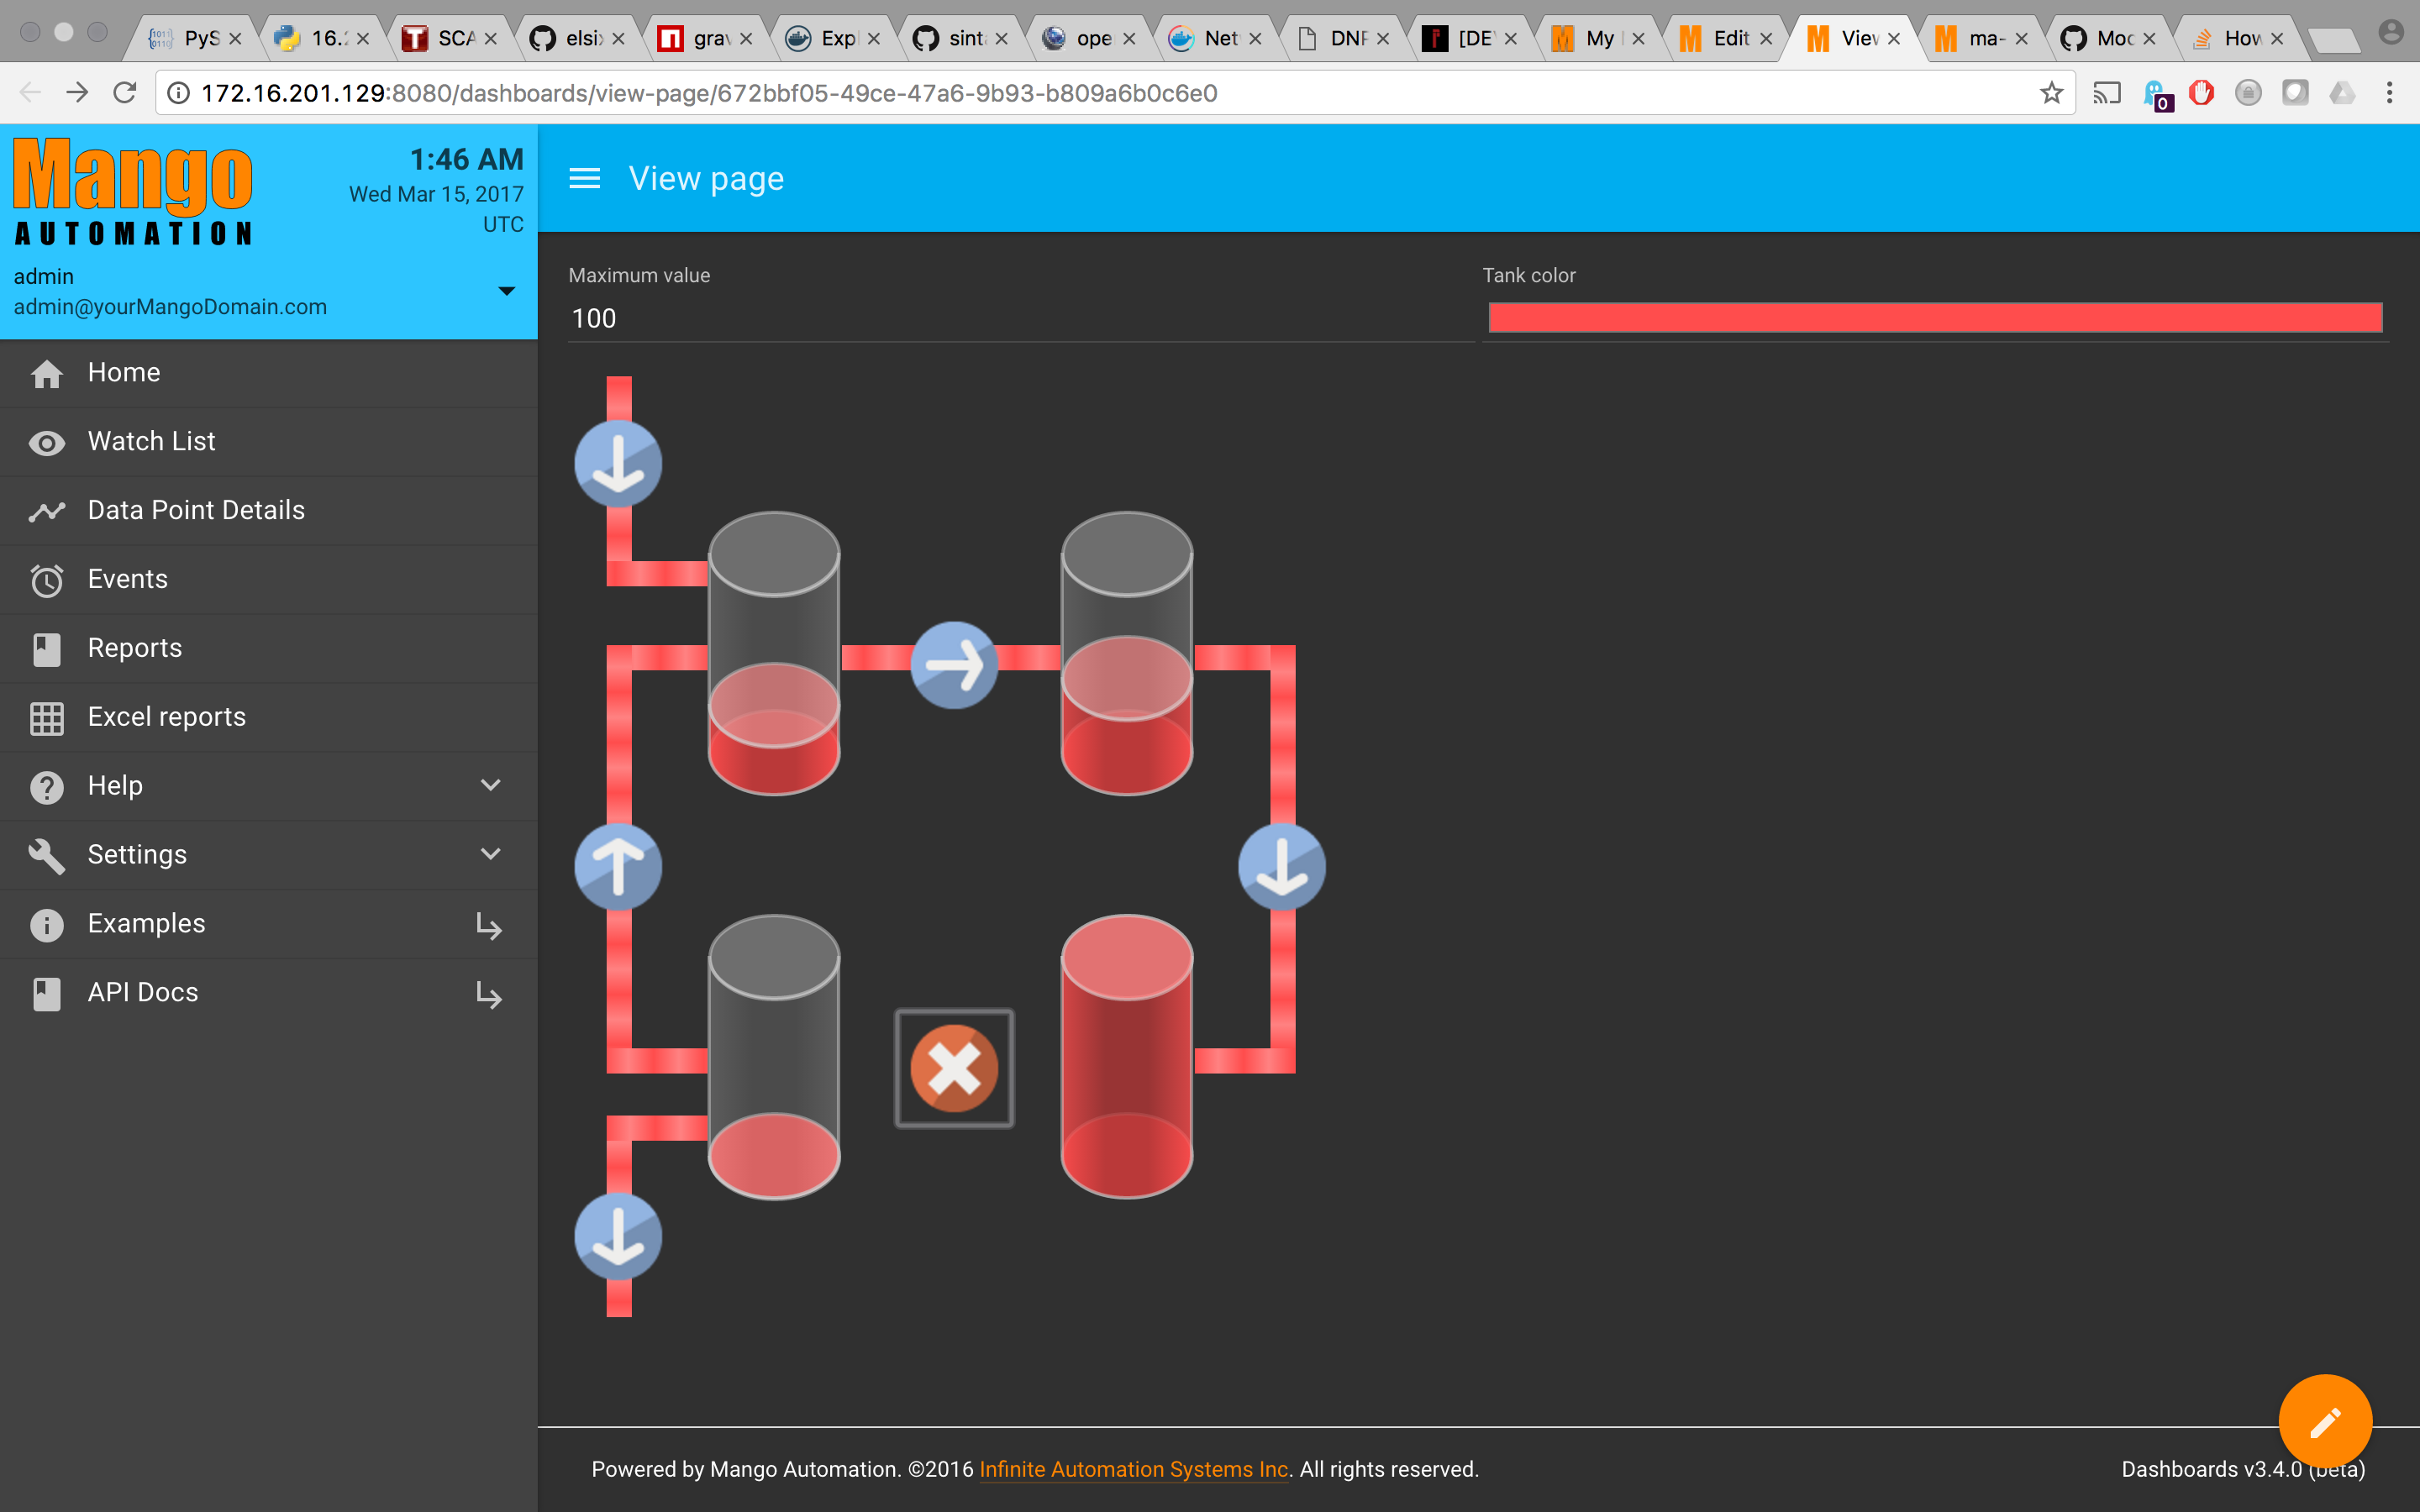 PyS
16.
SCA
elsi
gra
Exp
sint
ope
Net
DNF
[DE
My
Edit
View
ma-
Moc
How
172.16.201.129:8080/dashboards/view-page/672bbf05-49ce-47a6-9b93-b809a6b0c6e0
0
Mango
AUTOMATION
1:46 AM
Wed Mar 15, 2017
UTC
admin
admin@yourMangoDomain.com
View page
Home
Watch List
Data Point Details
Events
Reports
Excel reports
Help
Settings
Examples
API Docs
Maximum value
100
Tank color
Powered by Mango Automation. ©2016 Infinite Automation Systems Inc. All rights reserved.
Dashboards v3.4.0 (beta)